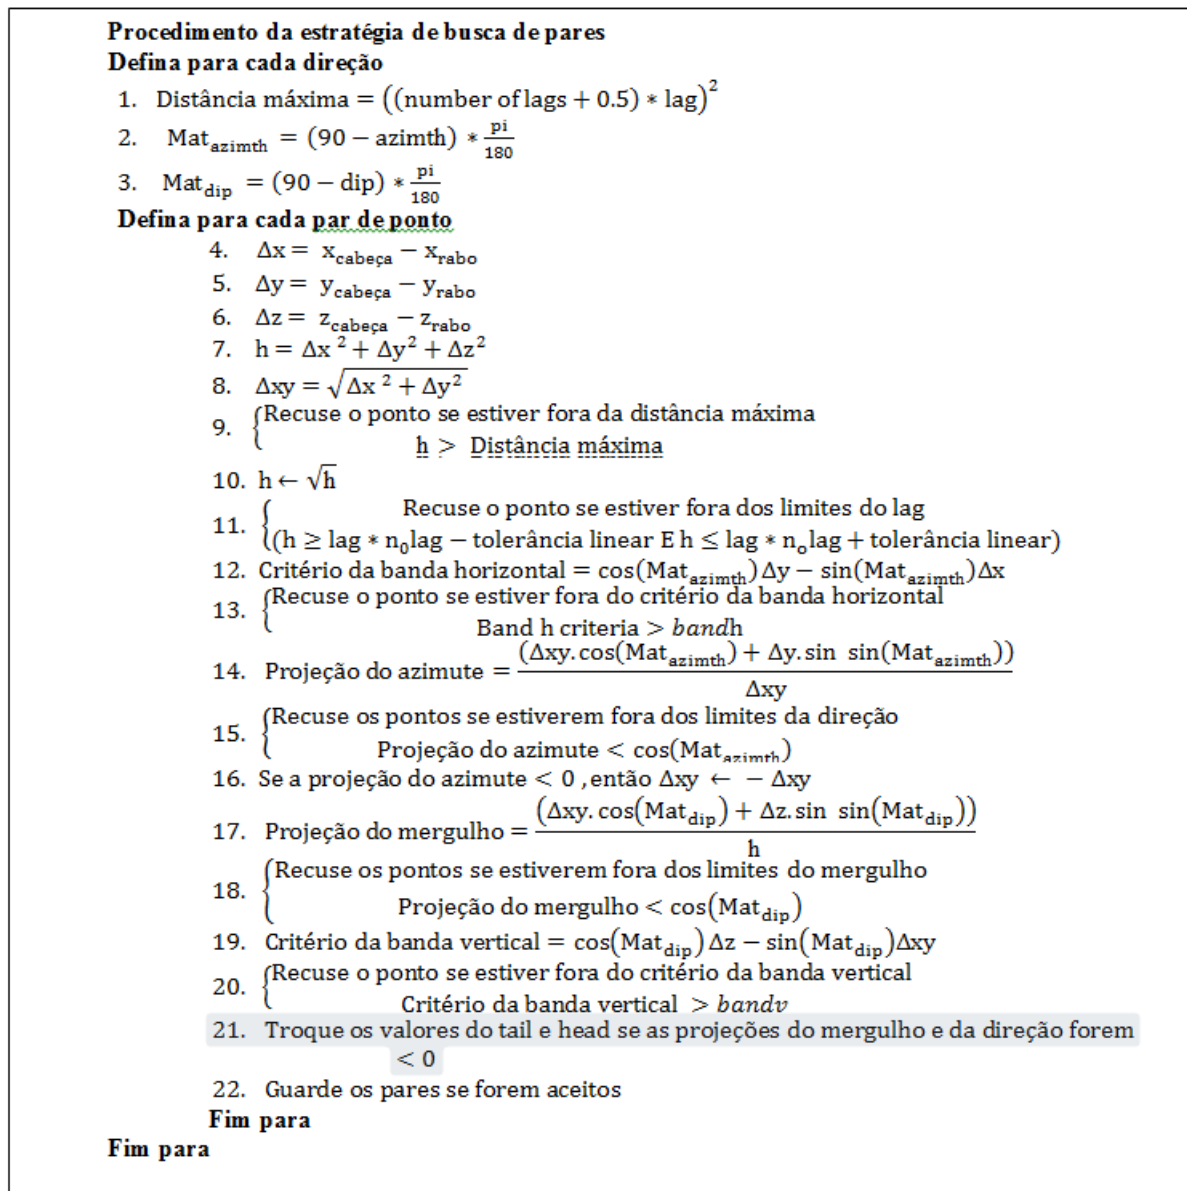 Procedimento da estratégia de busca de pares
Defina para cada direção
1. Distância máxima = ((number of lags + 0.5) * lag)²
2. Mat_azimth = (90 − azimth) * pi/180
3. Mat_dip = (90 − dip) * pi/180
Defina para cada par de ponto
4. Δx = x_cabeça − x_rabo
5. Δy = y_cabeça − y_rabo
6. Δz = z_cabeça − z_rabo
7. h = Δx² + Δy² + Δz²
8. Δxy = √(Δx² + Δy²)
9. {Recuse o ponto se estiver fora da distância máxima
h > Distância máxima
10. h ← √h
11. {Recuse o ponto se estiver fora dos limites do lag
(h ≥ lag * n₀lag − tolerância linear E h ≤ lag * nₒlag + tolerância linear)
12. Critério da banda horizontal = cos(Mat_azimth)Δy − sin(Mat_azimth)Δx
13. {Recuse o ponto se estiver fora do critério da banda horizontal
Band h criteria > bandh
14. Projeção do azimute = (Δxy.cos(Mat_azimth) + Δy.sin sin(Mat_azimth))/Δxy
15. {Recuse os pontos se estiverem fora dos limites da direção
Projeção do azimute < cos(Mat_azimth)
16. Se a projeção do azimute < 0 ,então Δxy ← − Δxy
17. Projeção do mergulho = (Δxy.cos(Mat_dip) + Δz.sin sin(Mat_dip))/h
18. {Recuse os pontos se estiverem fora dos limites do mergulho
Projeção do mergulho < cos(Mat_dip)
19. Critério da banda vertical = cos(Mat_dip)Δz − sin(Mat_dip)Δxy
20. {Recuse o ponto se estiver fora do critério da banda vertical
Critério da banda vertical > bandv
21. Troque os valores do tail e head se as projeções do mergulho e da direção forem
< 0
22. Guarde os pares se forem aceitos
Fim para
Fim para